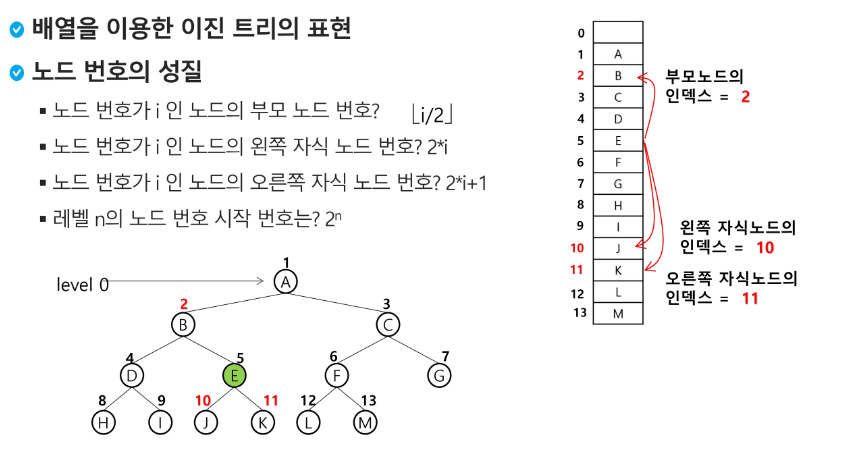 배열을 이용한 이진 트리의 표현
노드 번호의 성질
▪ 노드 번호가 i 인 노드의 부모 노드 번호? ⌊i/2⌋
▪ 노드 번호가 i 인 노드의 왼쪽 자식 노드 번호? 2*i
▪ 노드 번호가 i 인 노드의 오른쪽 자식 노드 번호? 2*i+1
▪ 레벨 n의 노드 번호 시작 번호는? 2ⁿ
level 0
1
A
2 3
B C
4 5 6 7
D E F G
8 9 10 11 12 13
H I J K L M
0
1 A
2 B
3 C
4 D
5 E
6 F
7 G
8 H
9 I
10 J
11 K
12 L
13 M
부모노드의
인덱스 = 2
왼쪽 자식노드의
인덱스 = 10
오른쪽 자식노드의
인덱스 = 11